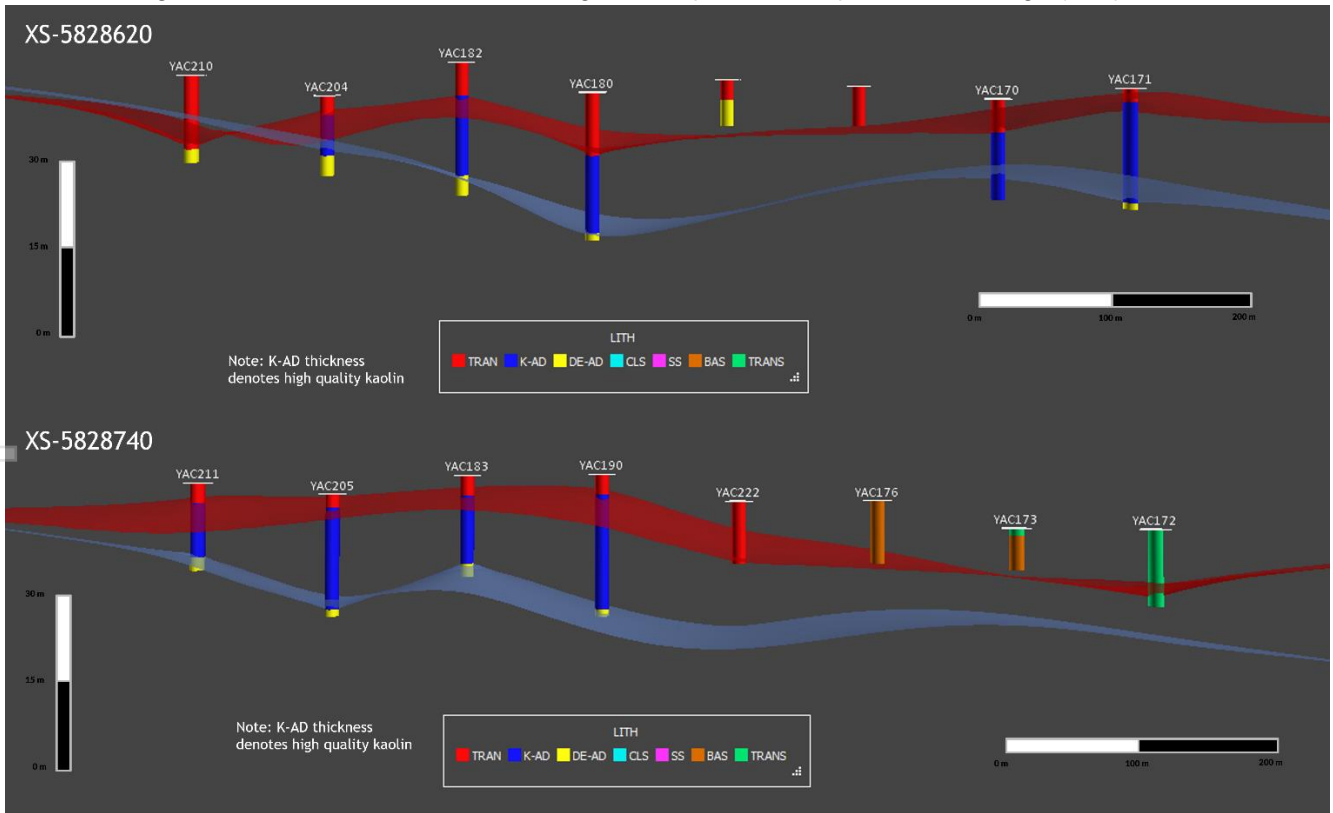 XS-5828620
YAC182
YAC210
YAC204
YAC180
YAC170
YAC171
30 m
15 m
0 m
0 m
100 m
200 m
Note: K-AD thickness
denotes high quality kaolin
LITH
TRAN K-AD DE-AD CLS SS BAS TRANS
XS-5828740
YAC211
YAC205
YAC183
YAC190
YAC222
YAC176
YAC173
YAC172
30 m
15 m
0 m
Note: K-AD thickness
denotes high quality kaolin
LITH
TRAN K-AD DE-AD CLS SS BAS TRANS
0 m
100 m
200 m